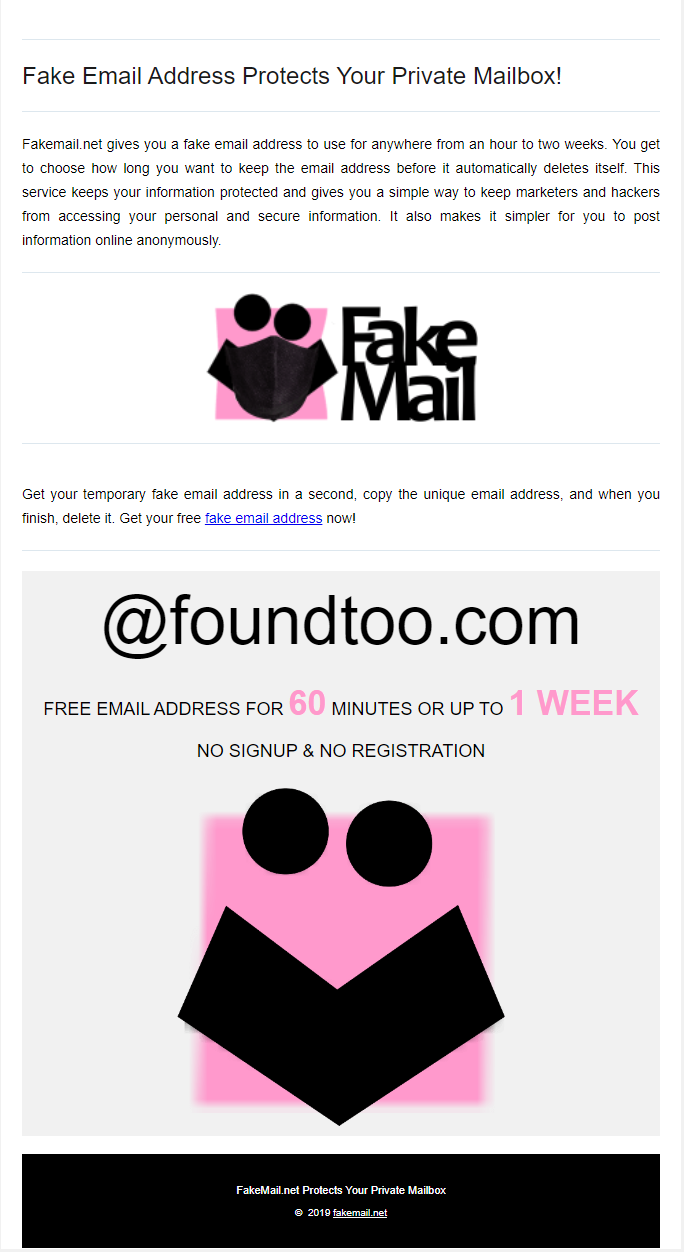 Fake Email Address Protects Your Private Mailbox!
Fakemail.net gives you a fake email address to use for anywhere from an hour to two weeks. You get
to choose how long you want to keep the email address before it automatically deletes itself. This
service keeps your information protected and gives you a simple way to keep marketers and hackers
from accessing your personal and secure information. It also makes it simpler for you to post
information online anonymously.
Fake
Mail
Get your temporary fake email address in a second, copy the unique email address, and when you
finish, delete it. Get your free fake email address now!
@foundtoo.com
FREE EMAIL ADDRESS FOR 60 MINUTES OR UP TO 1 WEEK
NO SIGNUP & NO REGISTRATION
FakeMail.net Protects Your Private Mailbox
© 2019 fakemail.net